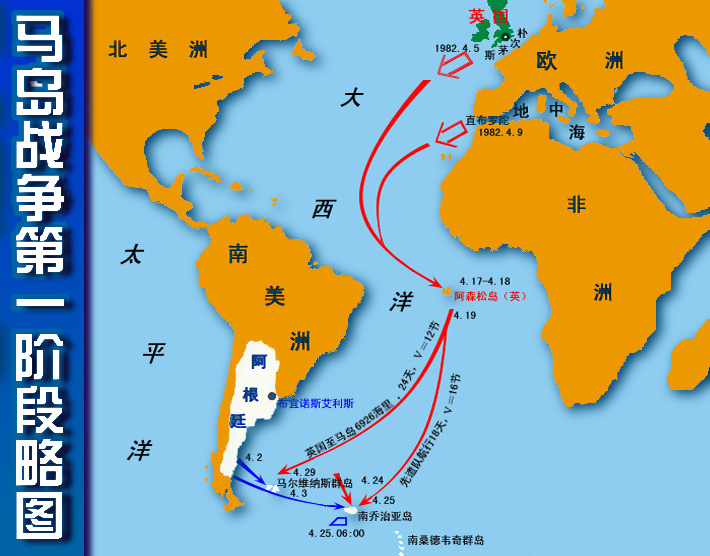 马岛战争第一阶段略图
英国
北美洲
1982.4.5
朴
次
茅
斯
欧洲
大
西
洋
直布罗陀
1982.4.9
地中海
非
洲
太
平
洋
南
美
洲
4.17-4.18
阿森松岛（英）
4.19
阿
根
廷
布宜诺斯艾利斯
英国至马岛6926海里，24天，V=12节
先遣队航行18天，V=16节
4.2
4.29
马尔维纳斯群岛
4.3
4.24
4.25
南乔治亚岛
4.25.06:00
南桑德韦奇群岛